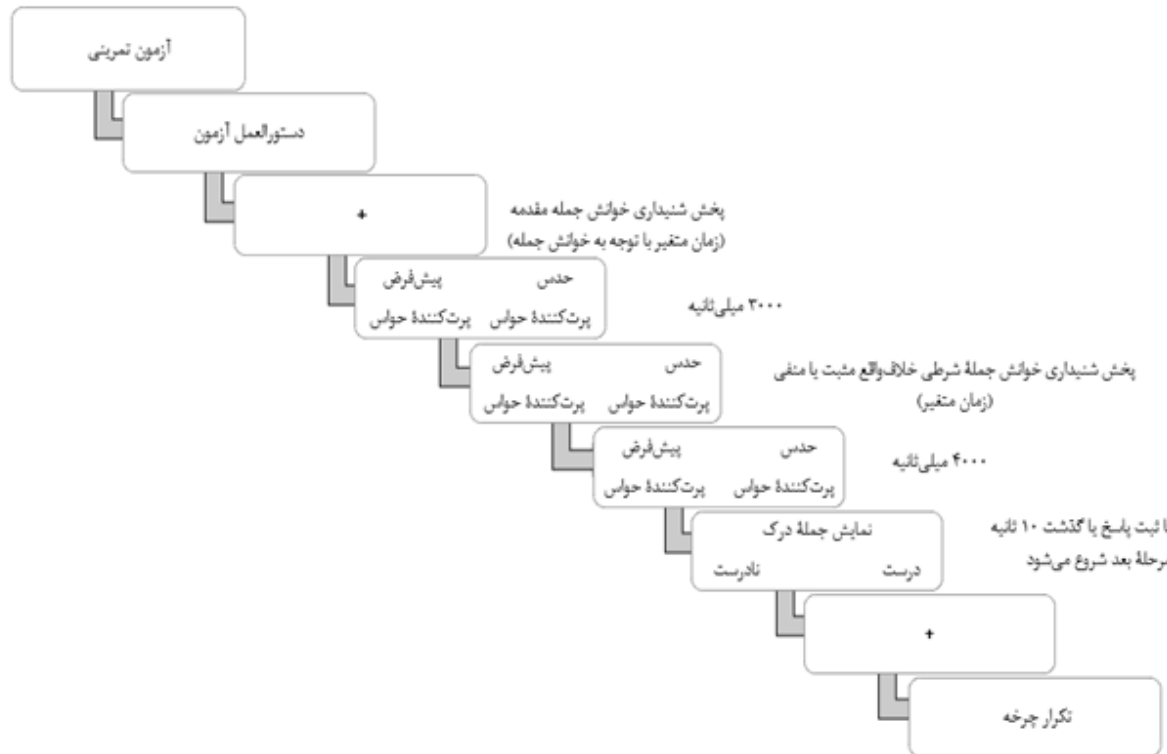 آزمون تمرینی
دستورالعمل آزمون
+
پخش شنیداری خوانش جمله مقدمه
(زمان متغیر با توجه به خوانش جمله)
حدس پیش‌فرض
پرت‌کنندهٔ حواس پرت‌کنندهٔ حواس
۳۰۰۰ میلی‌ثانیه
حدس پیش‌فرض
پرت‌کنندهٔ حواس پرت‌کنندهٔ حواس
پخش شنیداری خوانش جملهٔ شرطی خلاف‌واقع مثبت یا منفی
(زمان متغیر)
حدس پیش‌فرض
پرت‌کنندهٔ حواس پرت‌کنندهٔ حواس
۴۰۰۰ میلی‌ثانیه
نمایش جملهٔ درک
درست نادرست
با ثبت پاسخ یا گذشت ۱۰ ثانیه
مرحلهٔ بعد شروع می‌شود
+
تکرار چرخه